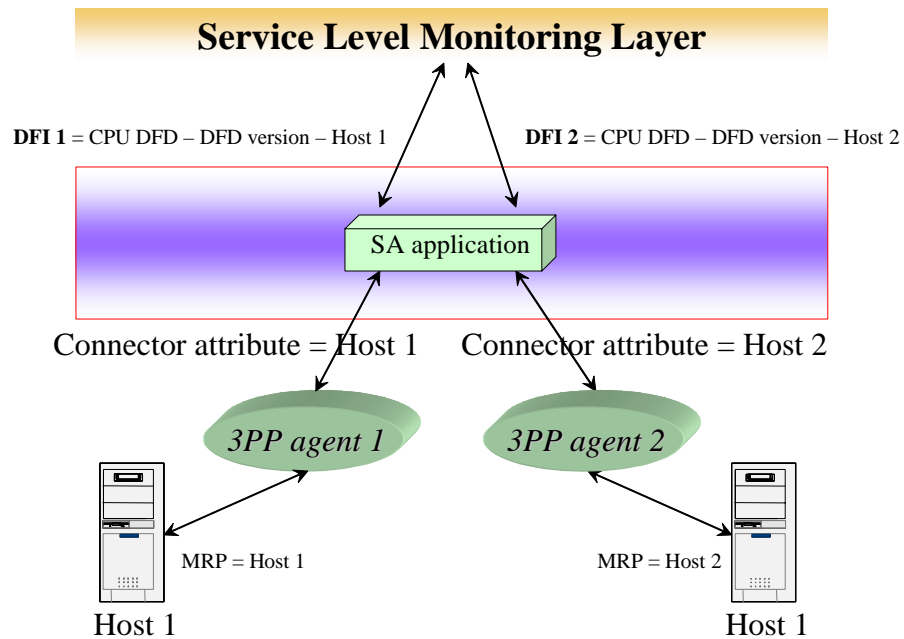 Service Level Monitoring Layer
DFI 1 = CPU DFD – DFD version – Host 1
DFI 2 = CPU DFD – DFD version – Host 2
SA application
Connector attribute = Host 1
Connector attribute = Host 2
3PP agent 1
3PP agent 2
MRP = Host 1
MRP = Host 2
Host 1
Host 1